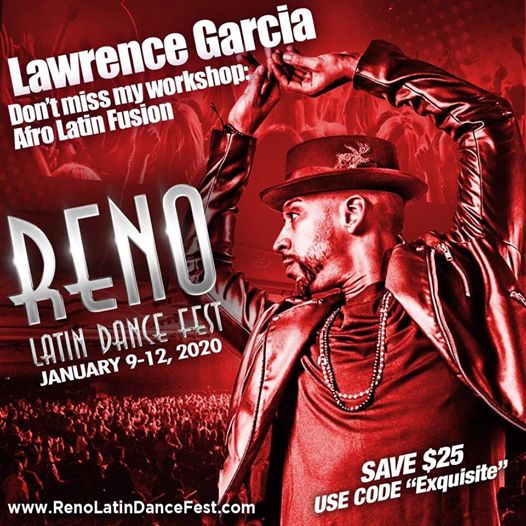 Lawrence Garcia
Don't miss my workshop:
Afro Latin Fusion
RENO
LATIN DANCE FEST
JANUARY 9-12, 2020
SAVE $25
USE CODE "Exquisite"
www.RenoLatinDanceFest.com